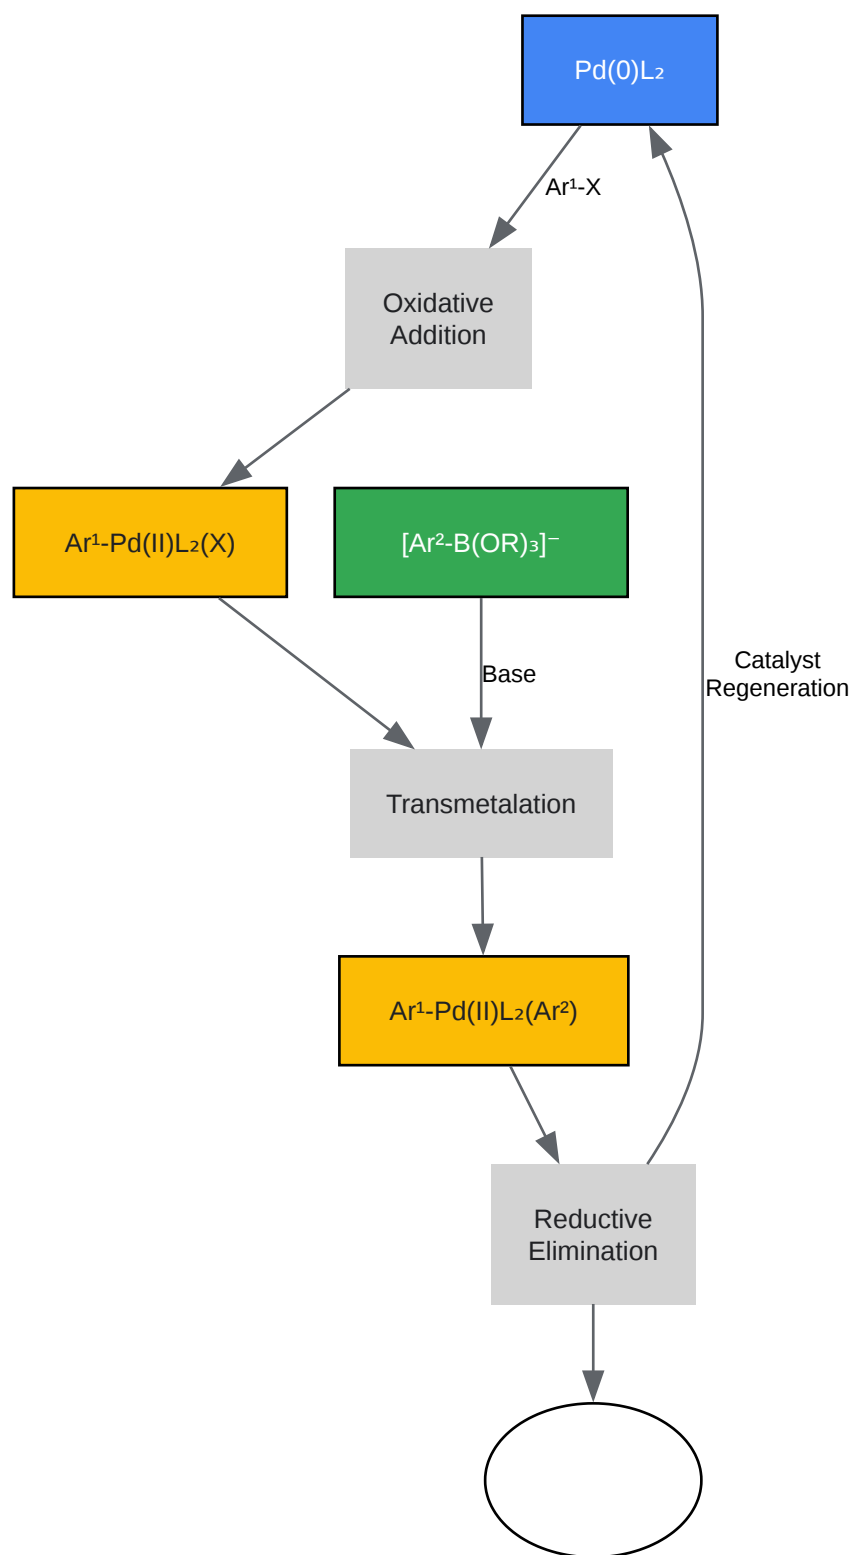 Pd(0)L₂
Ar¹-X
Oxidative
Addition
Ar¹-Pd(II)L₂(X)
[Ar²-B(OR)₃]⁻
Base
Catalyst
Regeneration
Transmetalation
Ar¹-Pd(II)L₂(Ar²)
Reductive
Elimination